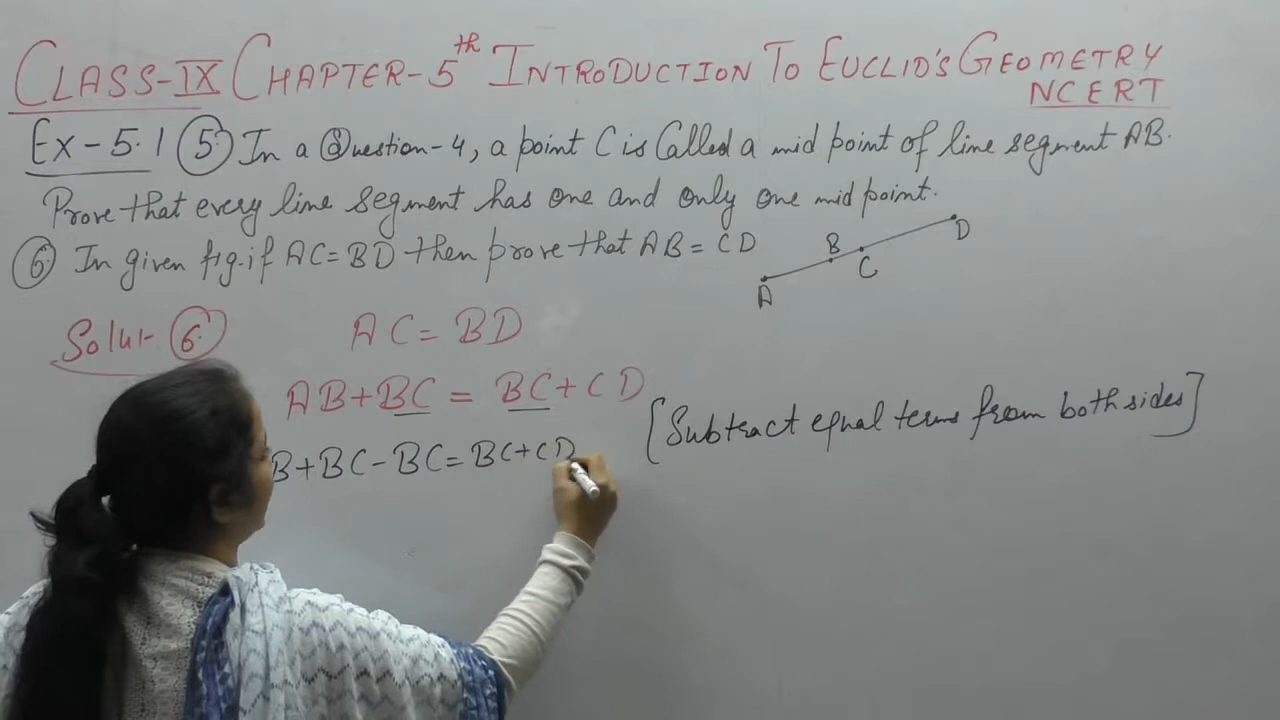 CLASS-IX CHAPTER-5th INTRODUCTION TO EUCLID'S GEOMETRY
NCERT
Ex-5.1 (5) In a Question-4, a point C is Called a mid point of line segment AB.
Prove that every line segment has one and only one mid point.
(6) In given fig. if AC=BD then prove that AB=CD
A B C D
Solut. (6.) AC=BD
AB+BC = BC+CD [Subtract equal terms from both sides]
B+BC-BC=BC+CD